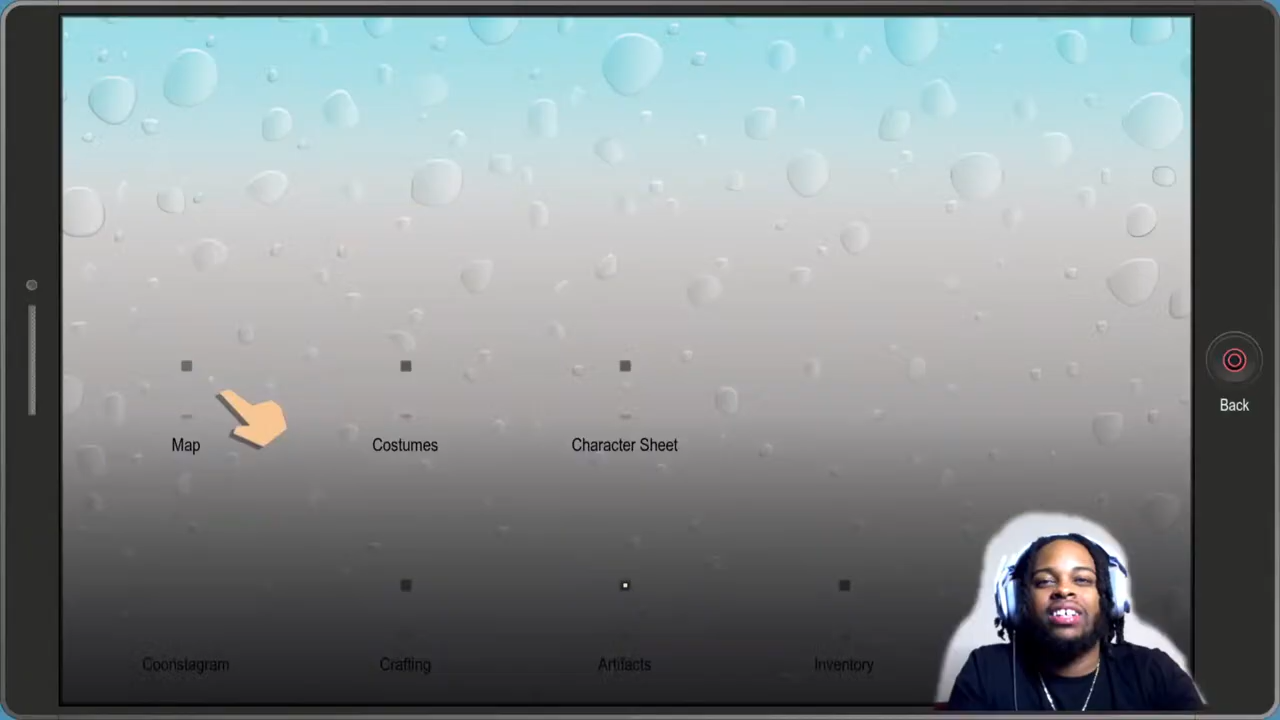 Back
Map
Costumes
Character Sheet
Coonstagram
Crafting
Artifacts
Inventory